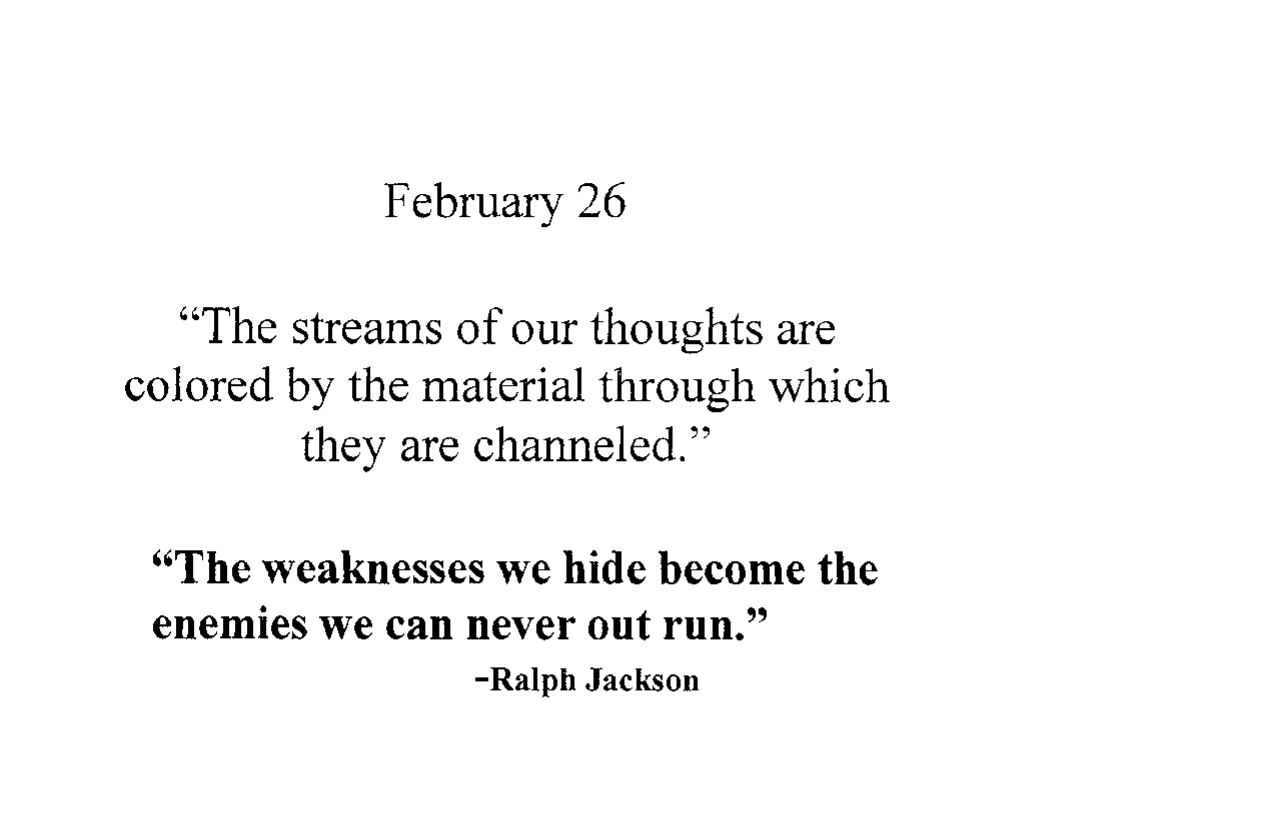 February 26
“The streams of our thoughts are
colored by the material through which
they are channeled.”
“The weaknesses we hide become the
enemies we can never out run.”
-Ralph Jackson